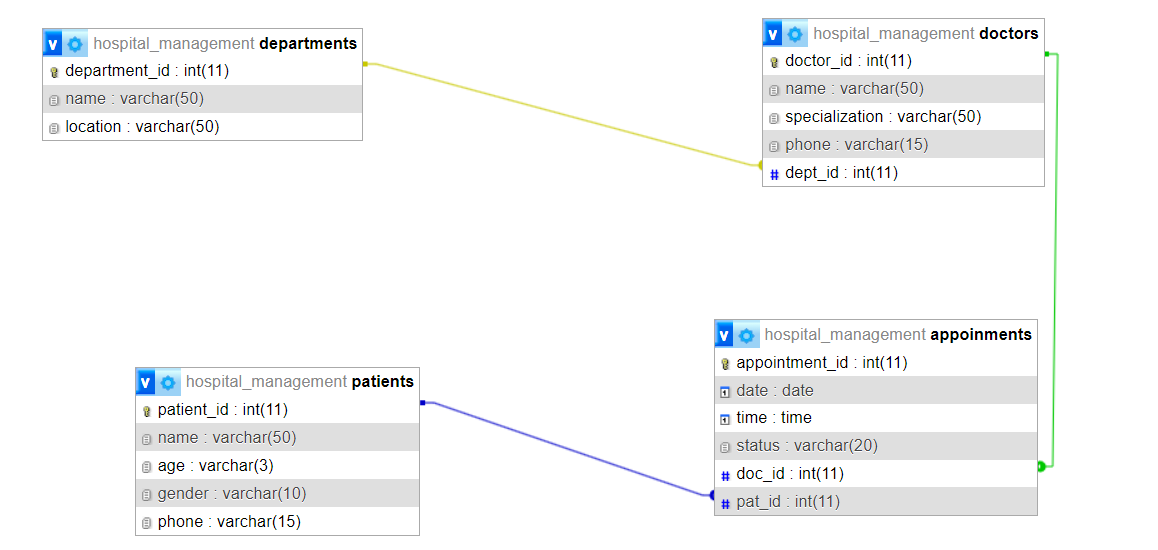 v hospital_management departments
department_id : int(11)
name : varchar(50)
location : varchar(50)
v hospital_management doctors
doctor_id : int(11)
name : varchar(50)
specialization : varchar(50)
phone : varchar(15)
# dept_id : int(11)
v hospital_management patients
patient_id : int(11)
name : varchar(50)
age : varchar(3)
gender : varchar(10)
phone : varchar(15)
v hospital_management appoinments
appointment_id : int(11)
date : date
time : time
status : varchar(20)
# doc_id : int(11)
# pat_id : int(11)